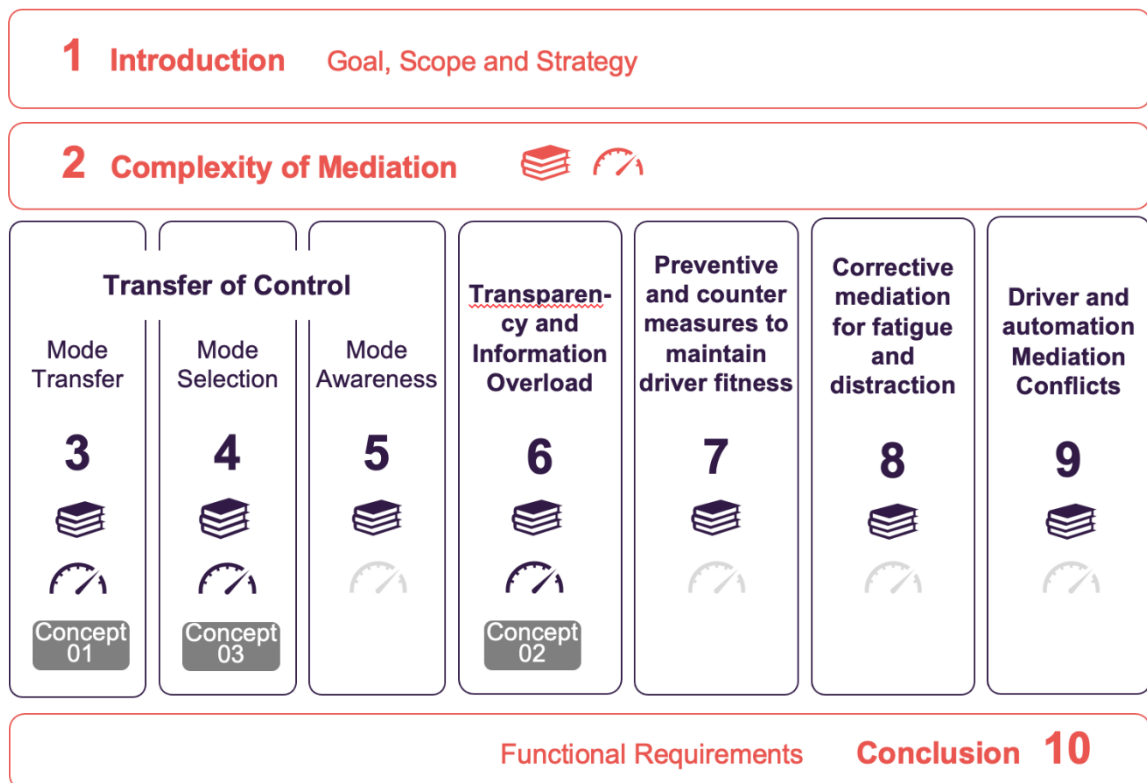 1 Introduction Goal, Scope and Strategy
2 Complexity of Mediation
Transfer of Control
Mode
Transfer
3
Concept
01
Mode
Selection
4
Concept
03
Mode
Awareness
5
Transparen-
cy and
Information
Overload
6
Concept
02
Preventive
and counter
measures to
maintain
driver fitness
7
Corrective
mediation
for fatigue
and
distraction
8
Driver and
automation
Mediation
Conflicts
9
Functional Requirements Conclusion 10